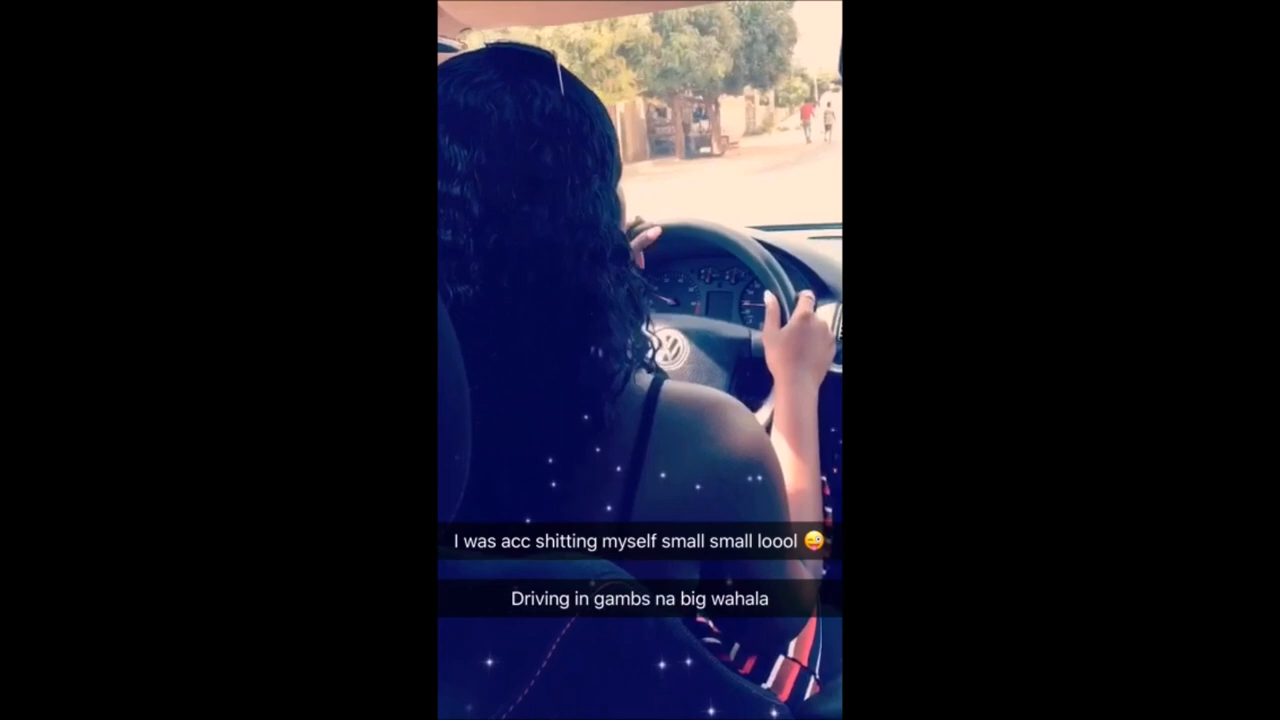 I was acc shitting myself small small loool 😜
Driving in gambs na big wahala